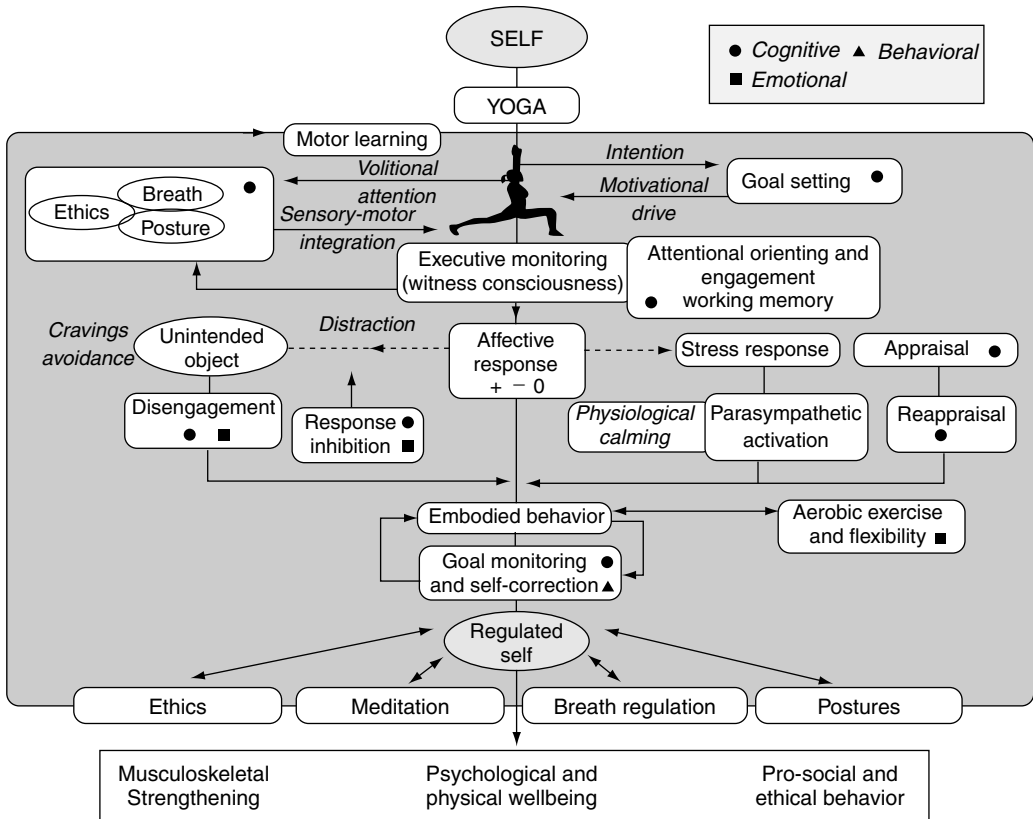 SELF
● Cognitive ▲ Behavioral
■ Emotional
YOGA
Motor learning
Intention
Volitional
attention
Breath
Ethics
Posture
Goal setting
Motivational
drive
Sensory-motor
integration
Executive monitoring
(witness consciousness)
Attentional orienting and
engagement
working memory
Cravings
avoidance
Unintended
object
Distraction
Affective
response
+ − 0
Stress response
Appraisal
Disengagement
Response
inhibition
Physiological
calming
Parasympathetic
activation
Reappraisal
Embodied behavior
Aerobic exercise
and flexibility
Goal monitoring
and self-correction
Regulated
self
Ethics
Meditation
Breath regulation
Postures
Musculoskeletal
Strengthening
Psychological and
physical wellbeing
Pro-social and
ethical behavior